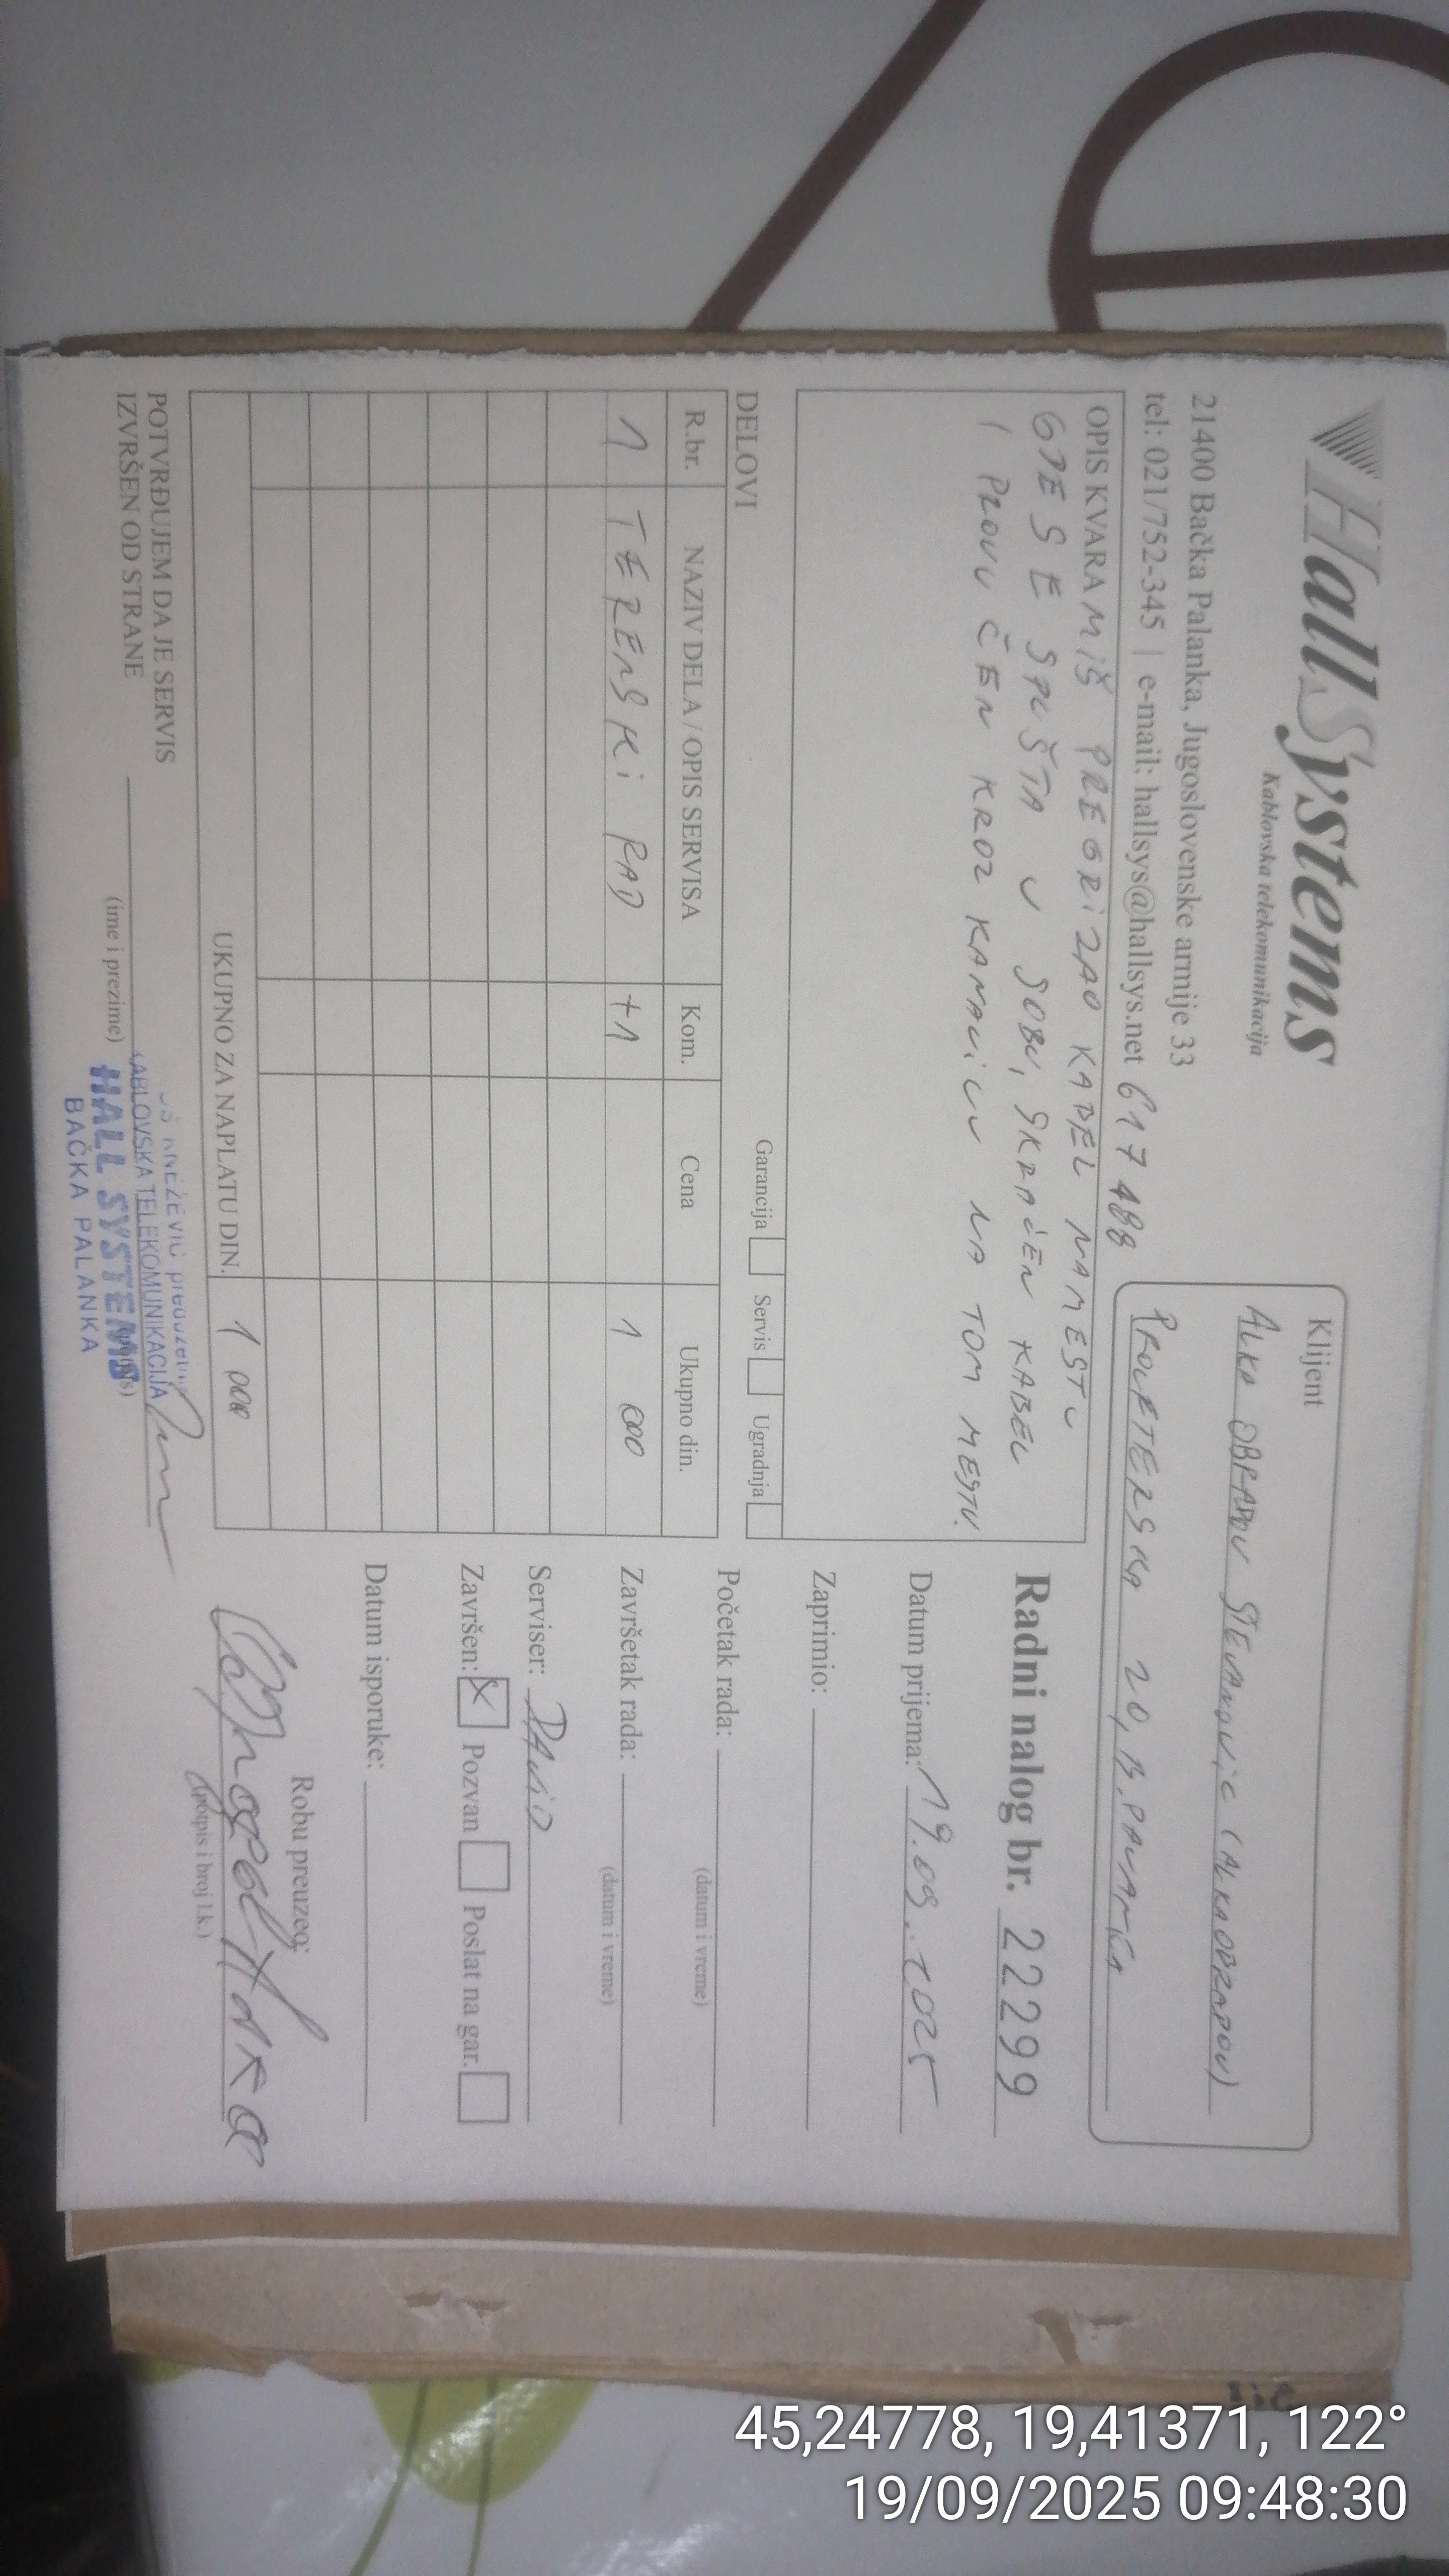 HallSystems
Kablovska telekomunikacija
21400 Bačka Palanka, Jugoslovenske armije 33
tel: 021/752-345 | e-mail: hallsys@hallsys.net 617488
Klijent
ALKA OBRADOV STEVANOVIĆ (ALKAOBRADOV)
PROLETERSKA 20, B. PALANKA
OPIS KVARA MIŠ PREGRIZAO KABEL NA MESTU
GDE SE SPUŠTA U SOBU, SKRAĆEN KABEL
I PROVUČEN KROZ KANALICU NA TOM MESTU.
Radni nalog br. 22299
Datum prijema: 19.09.2025
Zaprimio:
Početak rada:
(datum i vreme)
Završetak rada:
(datum i vreme)
Serviser: DAVID
Završen: X Pozvan Poslat na gar.
Datum isporuke:
Robu preuzeo:
(potpis i broj l.k.)
DELOVI
Garancija Servis Ugradnja
R.br. NAZIV DELA / OPIS SERVISA Kom. Cena Ukupno din.
1 TERENSKI RAD +1 1 000
UKUPNO ZA NAPLATU DIN. 1 000
POTVRĐUJEM DA JE SERVIS
IZVRŠEN OD STRANE
(ime i prezime)
KABLOVSKA TELEKOMUNIKACIJA
HALL SYSTEMS
BAČKA PALANKA
45,24778, 19,41371, 122°
19/09/2025 09:48:30